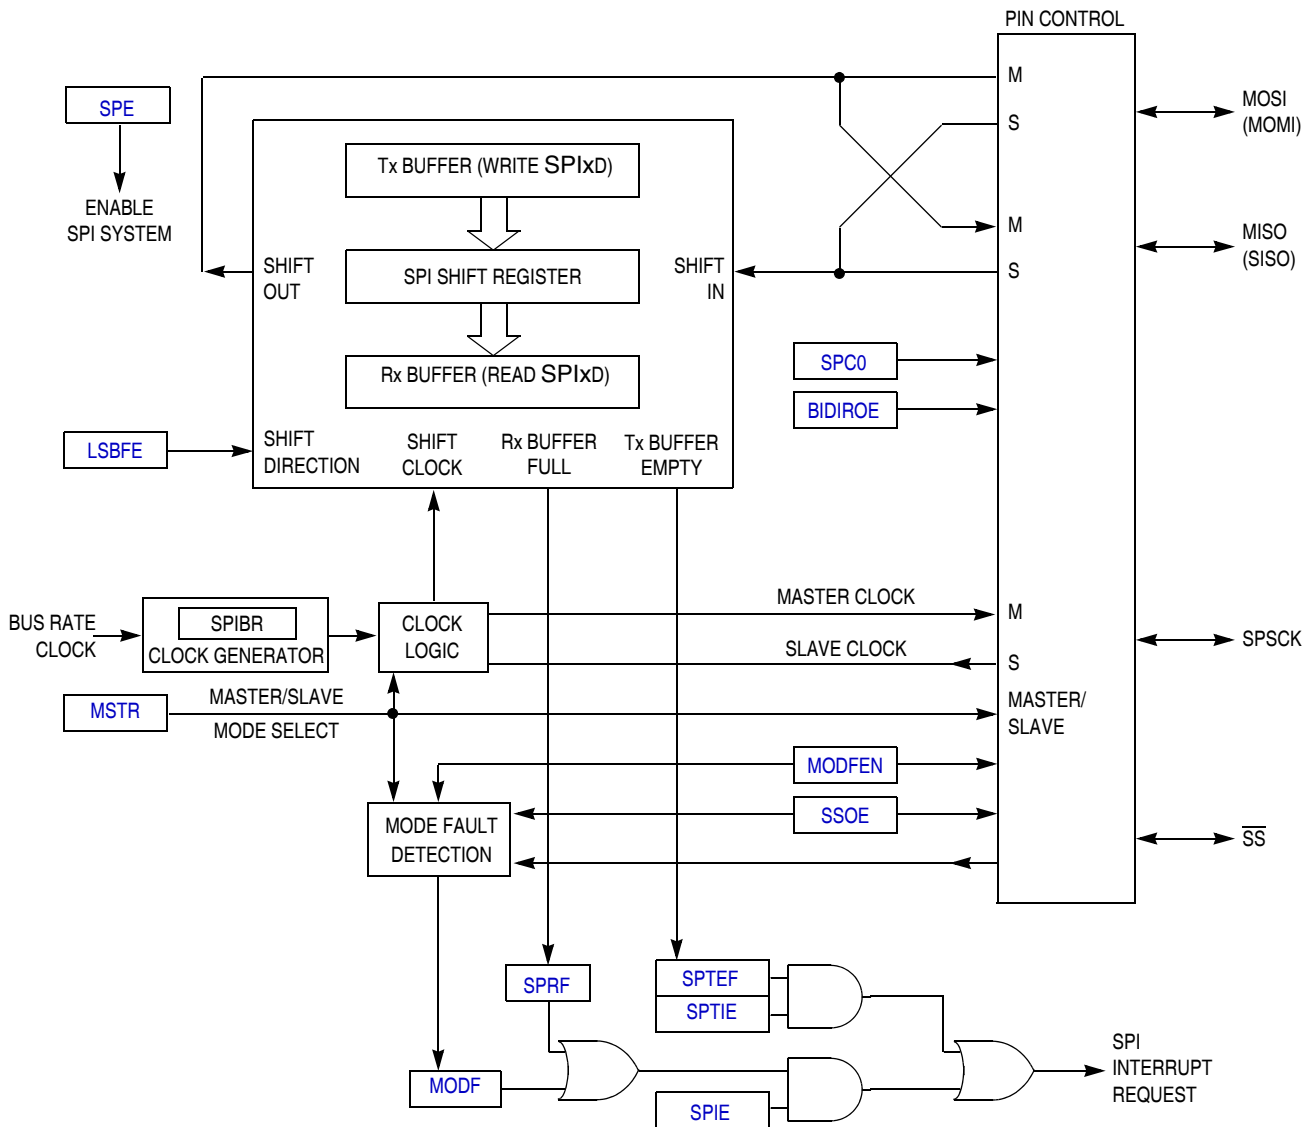 PIN CONTROL
M
SPE
MOSI
(MOMI)
S
Tx BUFFER (WRITE SPIxD)
ENABLE
SPI SYSTEM
M
MISO
(SISO)
SHIFT
OUT
SPI SHIFT REGISTER
SHIFT
IN
S
SPC0
Rx BUFFER (READ SPIxD)
BIDIROE
LSBFE
SHIFT
DIRECTION
SHIFT
CLOCK
Rx BUFFER
FULL
Tx BUFFER
EMPTY
MASTER CLOCK
M
BUS RATE
CLOCK
SPIBR
CLOCK GENERATOR
CLOCK
LOGIC
SLAVE CLOCK
S
SPSCK
MSTR
MASTER/SLAVE
MODE SELECT
MASTER/
SLAVE
MODFEN
SSOE
MODE FAULT
DETECTION
SS
SPRF
SPTEF
SPTIE
SPI
INTERRUPT
REQUEST
MODF
SPIE